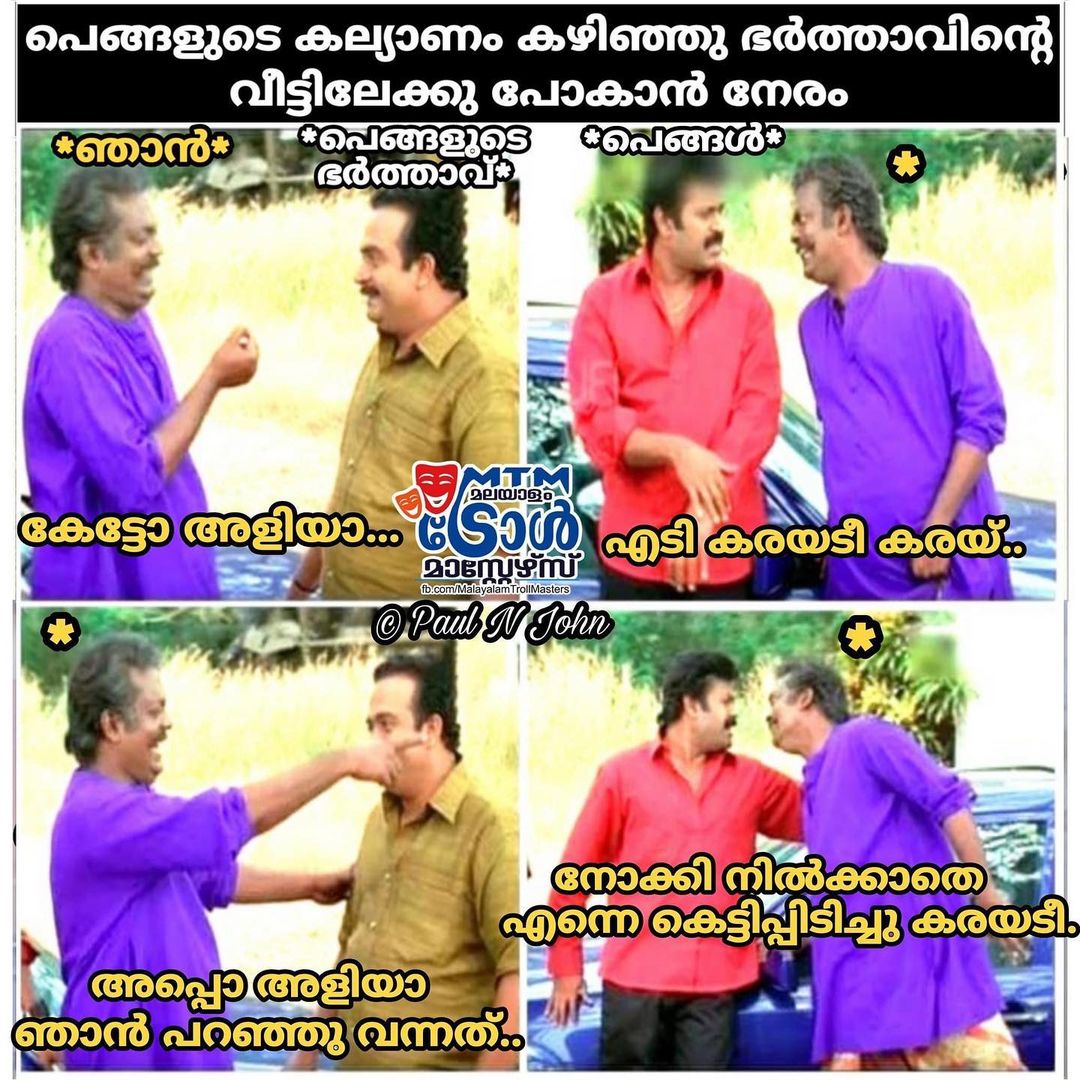 പെങ്ങളുടെ കല്യാണം കഴിഞ്ഞു ഭർത്താവിന്റെ
വീട്ടിലേക്കു പോകാൻ നേരം
*ഞാൻ*
*പെങ്ങളുടെ
ഭർത്താവ്*
*പെങ്ങൾ*
*
കേട്ടോ അളിയാ...
MTM
മലയാളം
ട്രോൾ
മാസ്റ്റേഴ്സ്
fb.com/MalayalamTrollMasters
എടി കരയടീ കരയ്..
© Paul N John
*
*
അപ്പൊ അളിയാ
ഞാൻ പറഞ്ഞു വന്നത്..
നോക്കി നിൽക്കാതെ
എന്നെ കെട്ടിപ്പിടിച്ചു കരയടീ.